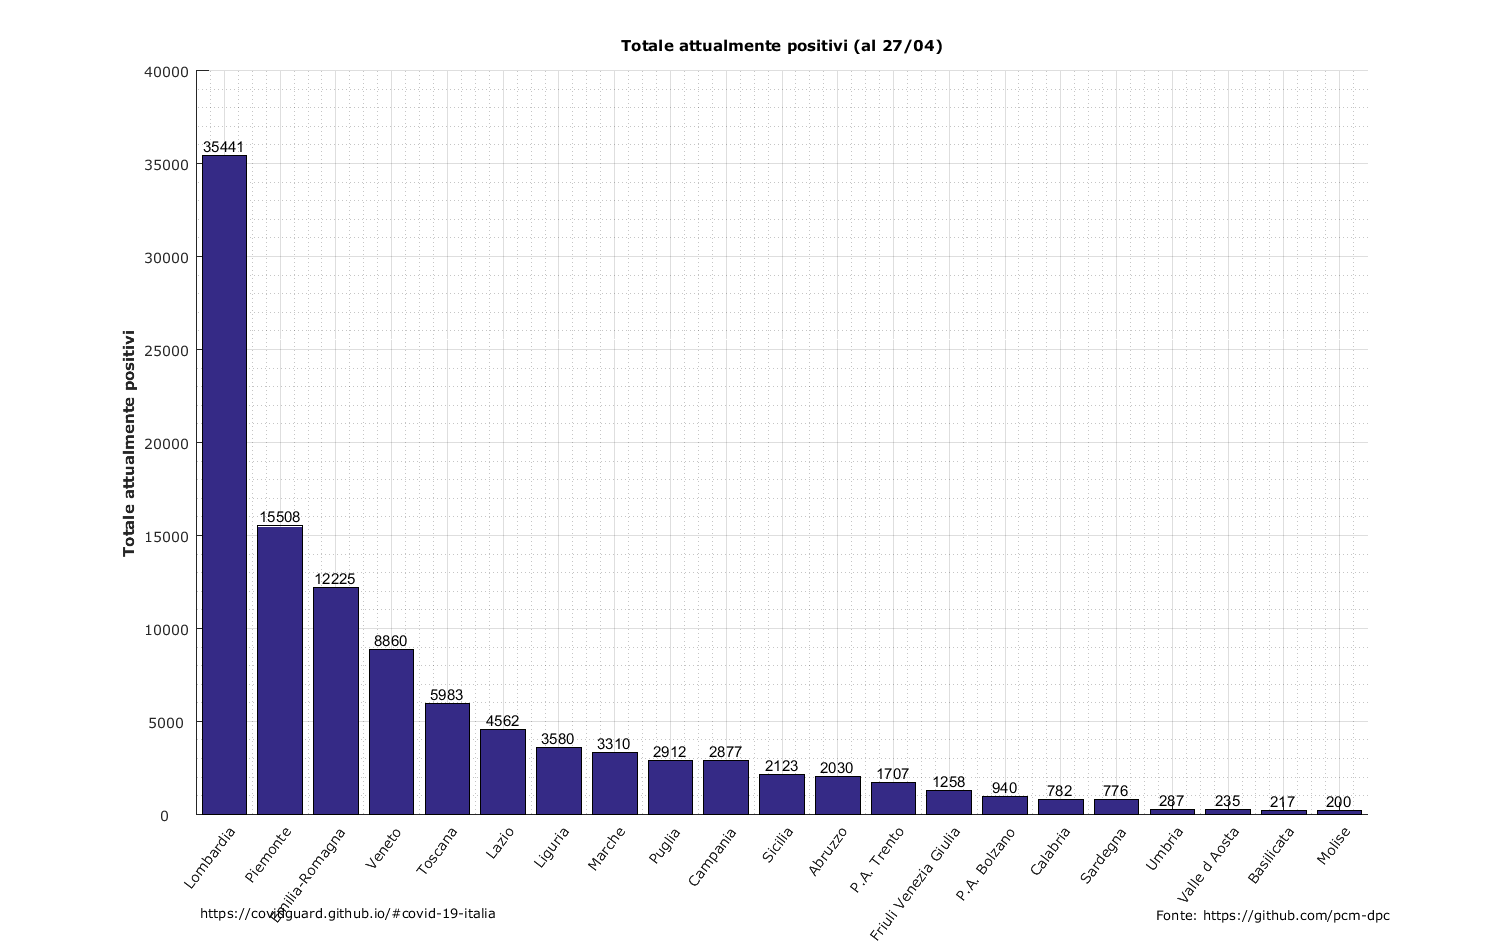 Totale attualmente positivi (al 27/04)
Totale attualmente positivi
40000
35000
30000
25000
20000
15000
10000
5000
0
35441
15508
12225
8860
5983
4562
3580
3310
2912
2877
2123
2030
1707
1258
940
782
776
287
235
217
200
Lombardia
Piemonte
Emilia-Romagna
Veneto
Toscana
Lazio
Liguria
Marche
Puglia
Campania
Sicilia
Abruzzo
P.A. Trento
Friuli Venezia Giulia
P.A. Bolzano
Calabria
Sardegna
Umbria
Valle d Aosta
Basilicata
Molise
https://covidguard.github.io/#covid-19-italia
Fonte: https://github.com/pcm-dpc